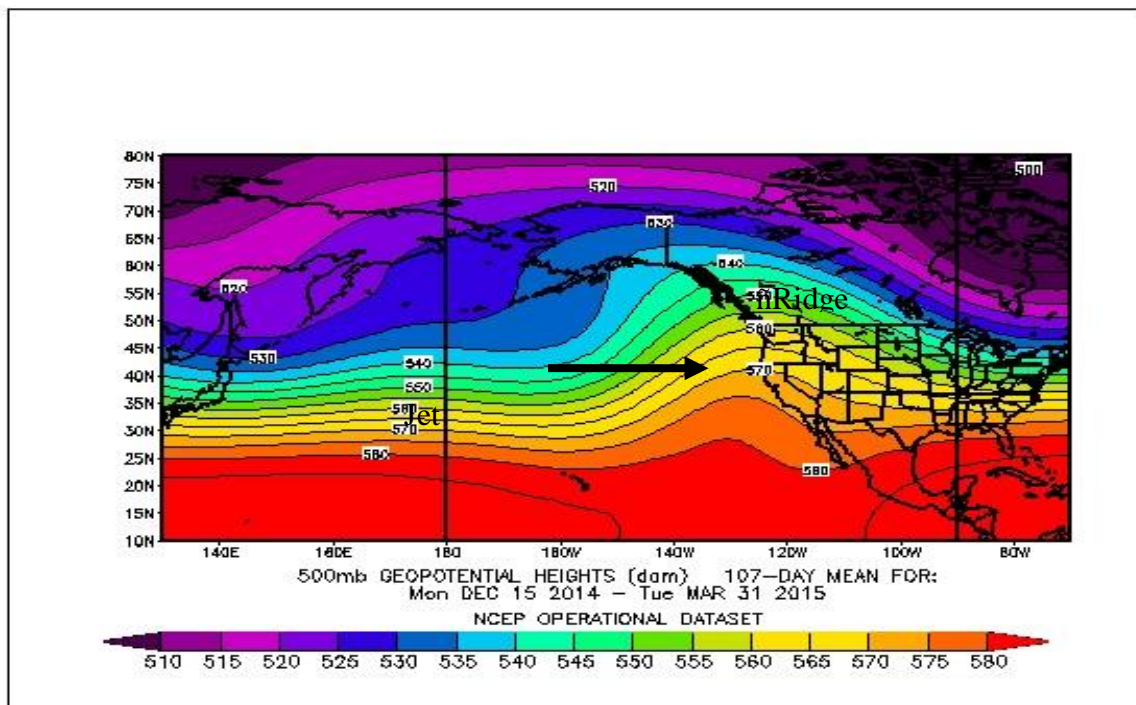 80N
75N
70N
65N
60N
55N
50N
45N
40N
35N
30N
25N
20N
15N
10N
500
520
530
540
nRidge
560
570
520
530
540
550
Jet
570
580
580
140E 160E 180 160W 140W 120W 100W 80W
500mb GEOPOTENTIAL HEIGHTS (dam) 107-DAY MEAN FOR:
Mon DEC 15 2014 - Tue MAR 31 2015
NCEP OPERATIONAL DATASET
510 515 520 525 530 535 540 545 550 555 560 565 570 575 580